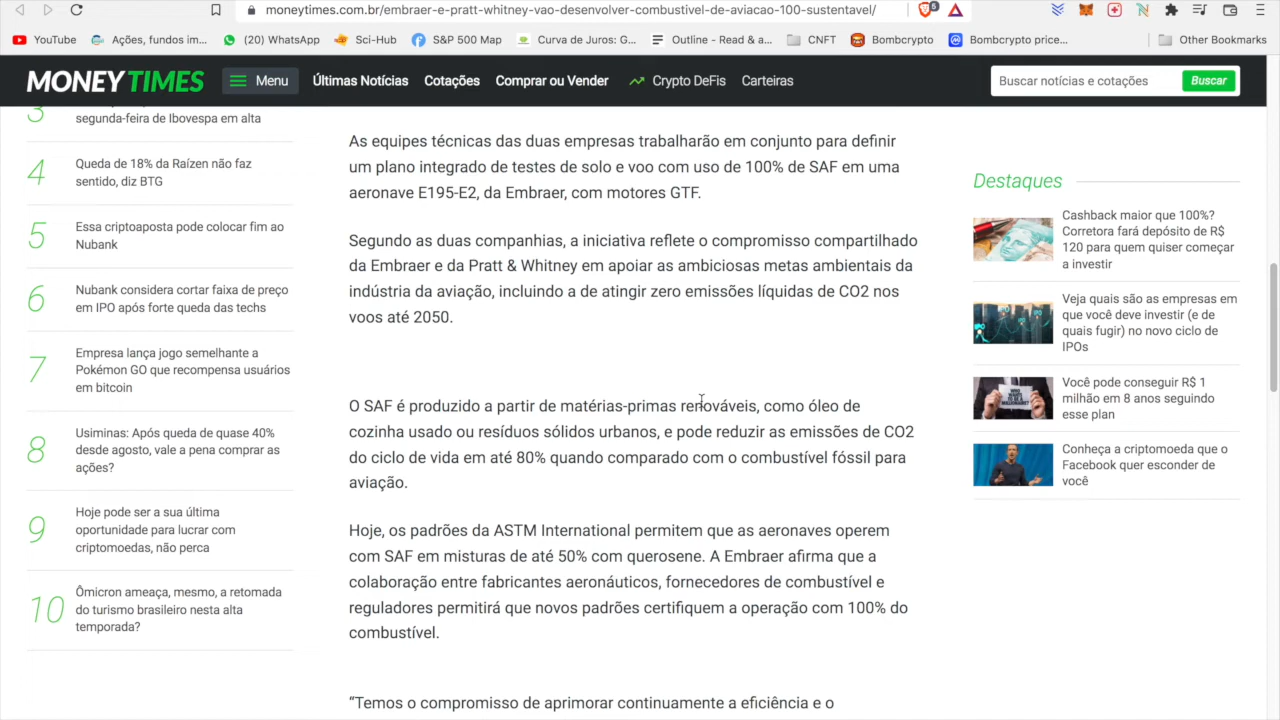 moneytimes.com.br/embraer-e-pratt-whitney-vao-desenvolver-combustivel-de-aviacao-100-sustentavel/
5
YouTube
Ações, fundos im...
(20) WhatsApp
Sci-Hub
S&P 500 Map
Curva de Juros: G...
Outline - Read & a...
CNFT
Bombcrypto
Bombcrypto price...
Other Bookmarks
MONEY TIMES
Menu
Últimas Notícias
Cotações
Comprar ou Vender
Crypto DeFis
Carteiras
Buscar notícias e cotações
Buscar
3
segunda-feira de Ibovespa em alta
4
Queda de 18% da Raízen não faz
sentido, diz BTG
5
Essa criptoaposta pode colocar fim ao
Nubank
6
Nubank considera cortar faixa de preço
em IPO após forte queda das techs
7
Empresa lança jogo semelhante a
Pokémon GO que recompensa usuários
em bitcoin
8
Usiminas: Após queda de quase 40%
desde agosto, vale a pena comprar as
ações?
9
Hoje pode ser a sua última
oportunidade para lucrar com
criptomoedas, não perca
10
Ômicron ameaça, mesmo, a retomada
do turismo brasileiro nesta alta
temporada?
As equipes técnicas das duas empresas trabalharão em conjunto para definir
um plano integrado de testes de solo e voo com uso de 100% de SAF em uma
aeronave E195-E2, da Embraer, com motores GTF.
Segundo as duas companhias, a iniciativa reflete o compromisso compartilhado
da Embraer e da Pratt & Whitney em apoiar as ambiciosas metas ambientais da
indústria da aviação, incluindo a de atingir zero emissões líquidas de CO2 nos
voos até 2050.
O SAF é produzido a partir de matérias-primas renováveis, como óleo de
cozinha usado ou resíduos sólidos urbanos, e pode reduzir as emissões de CO2
do ciclo de vida em até 80% quando comparado com o combustível fóssil para
aviação.
Hoje, os padrões da ASTM International permitem que as aeronaves operem
com SAF em misturas de até 50% com querosene. A Embraer afirma que a
colaboração entre fabricantes aeronáuticos, fornecedores de combustível e
reguladores permitirá que novos padrões certifiquem a operação com 100% do
combustível.
“Temos o compromisso de aprimorar continuamente a eficiência e o
Destaques
Cashback maior que 100%?
Corretora fará depósito de R$
120 para quem quiser começar
a investir
Veja quais são as empresas em
que você deve investir (e de
quais fugir) no novo ciclo de
IPOs
Você pode conseguir R$ 1
milhão em 8 anos seguindo
esse plan
Conheça a criptomoeda que o
Facebook quer esconder de
você